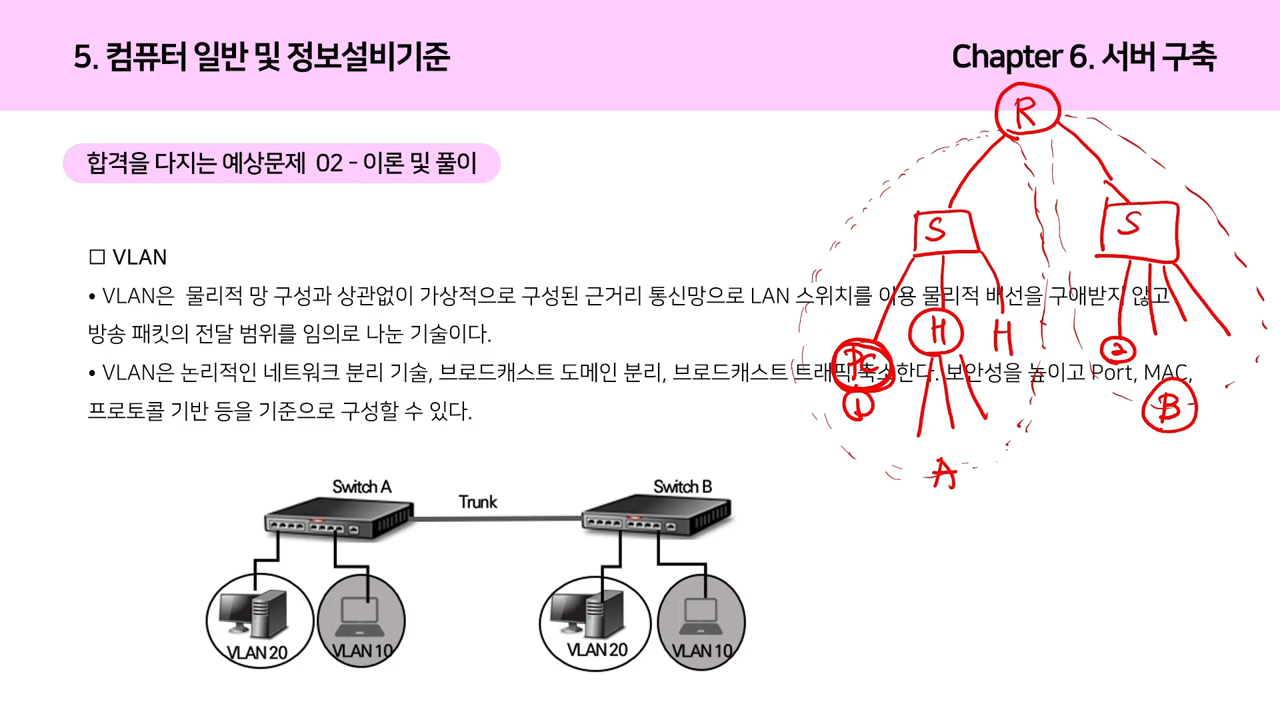 5. 컴퓨터 일반 및 정보설비기준
Chapter 6. 서버 구축
합격을 다지는 예상문제 02 - 이론 및 풀이
R
S
S
□ VLAN
• VLAN은 물리적 망 구성과 상관없이 가상적으로 구성된 근거리 통신망으로 LAN 스위치를 이용 물리적 배선을 구애받지 않고
방송 패킷의 전달 범위를 임의로 나눈 기술이다.
H
H
PC
2
• VLAN은 논리적인 네트워크 분리 기술, 브로드캐스트 도메인 분리, 브로드캐스트 트래픽 축소한다. 보안성을 높이고 Port, MAC,
프로토콜 기반 등을 기준으로 구성할 수 있다.
1
B
A
Switch A
Trunk
Switch B
VLAN 20
VLAN 10
VLAN 20
VLAN 10